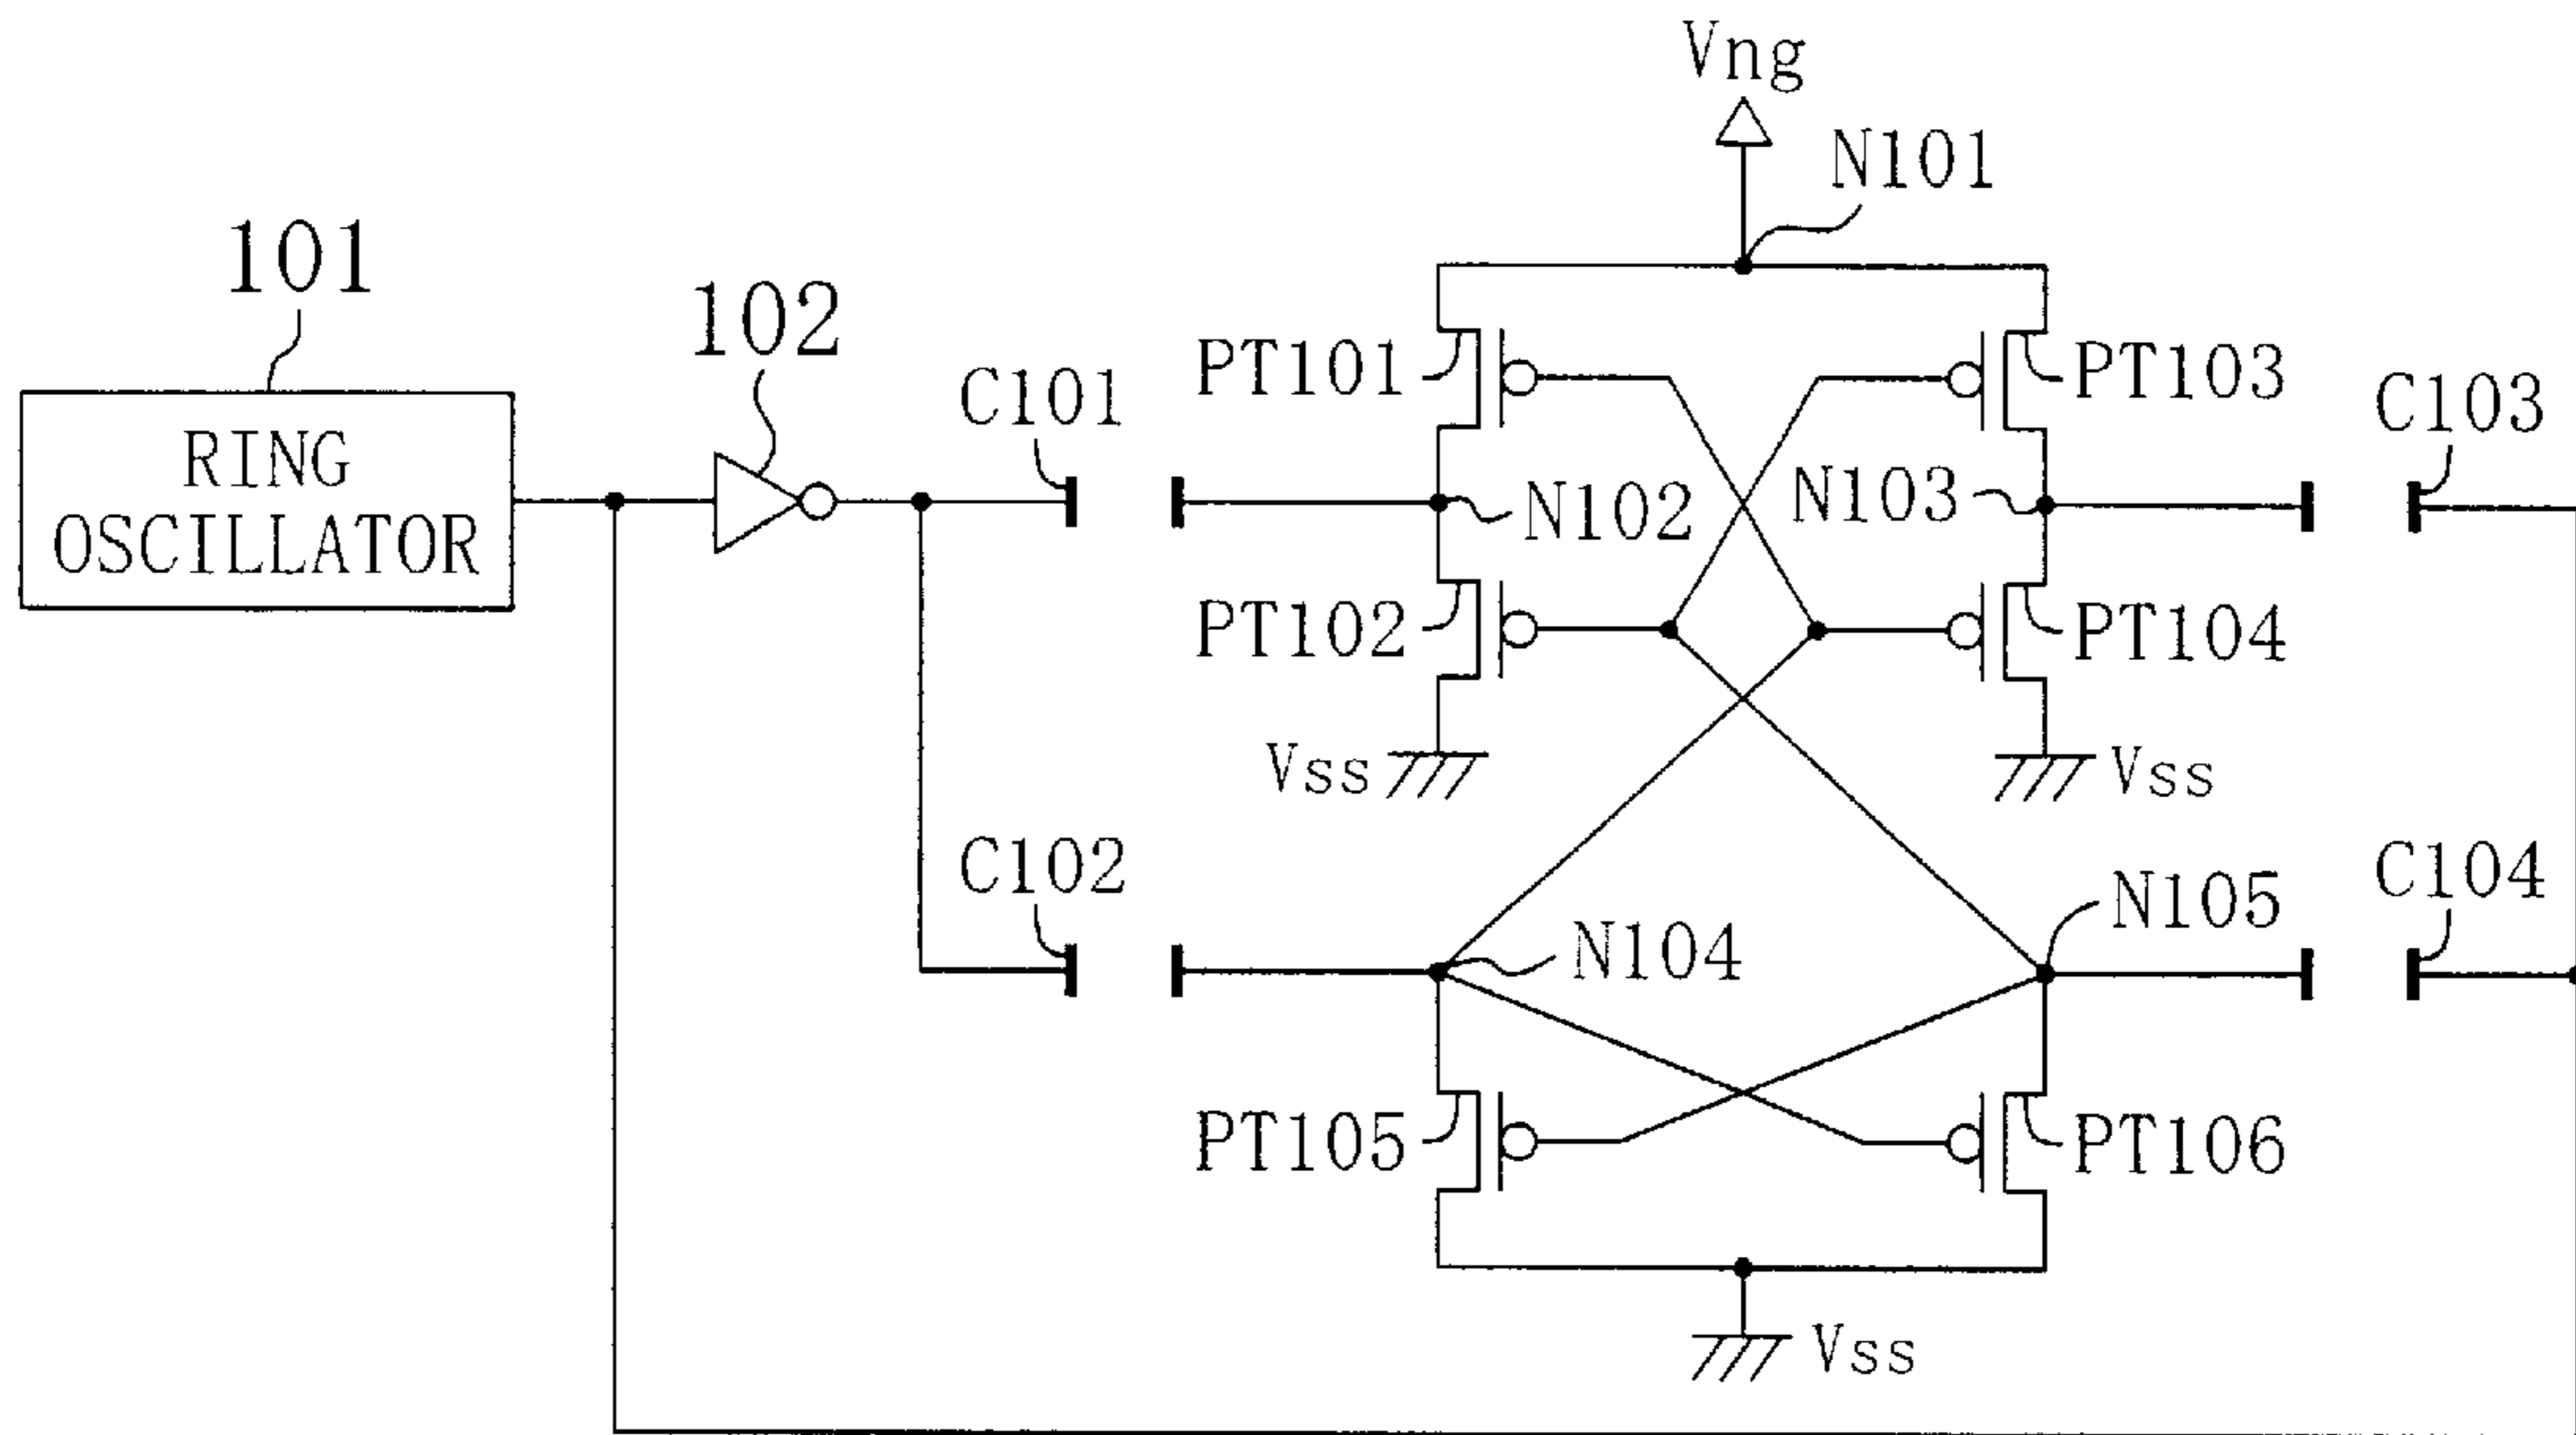 Vng
N101
101
102
PT101
PT103
C101
C103
RING
OSCILLATOR
N102
N103
PT102
PT104
Vss
Vss
C102
C104
N104
N105
PT105
PT106
Vss